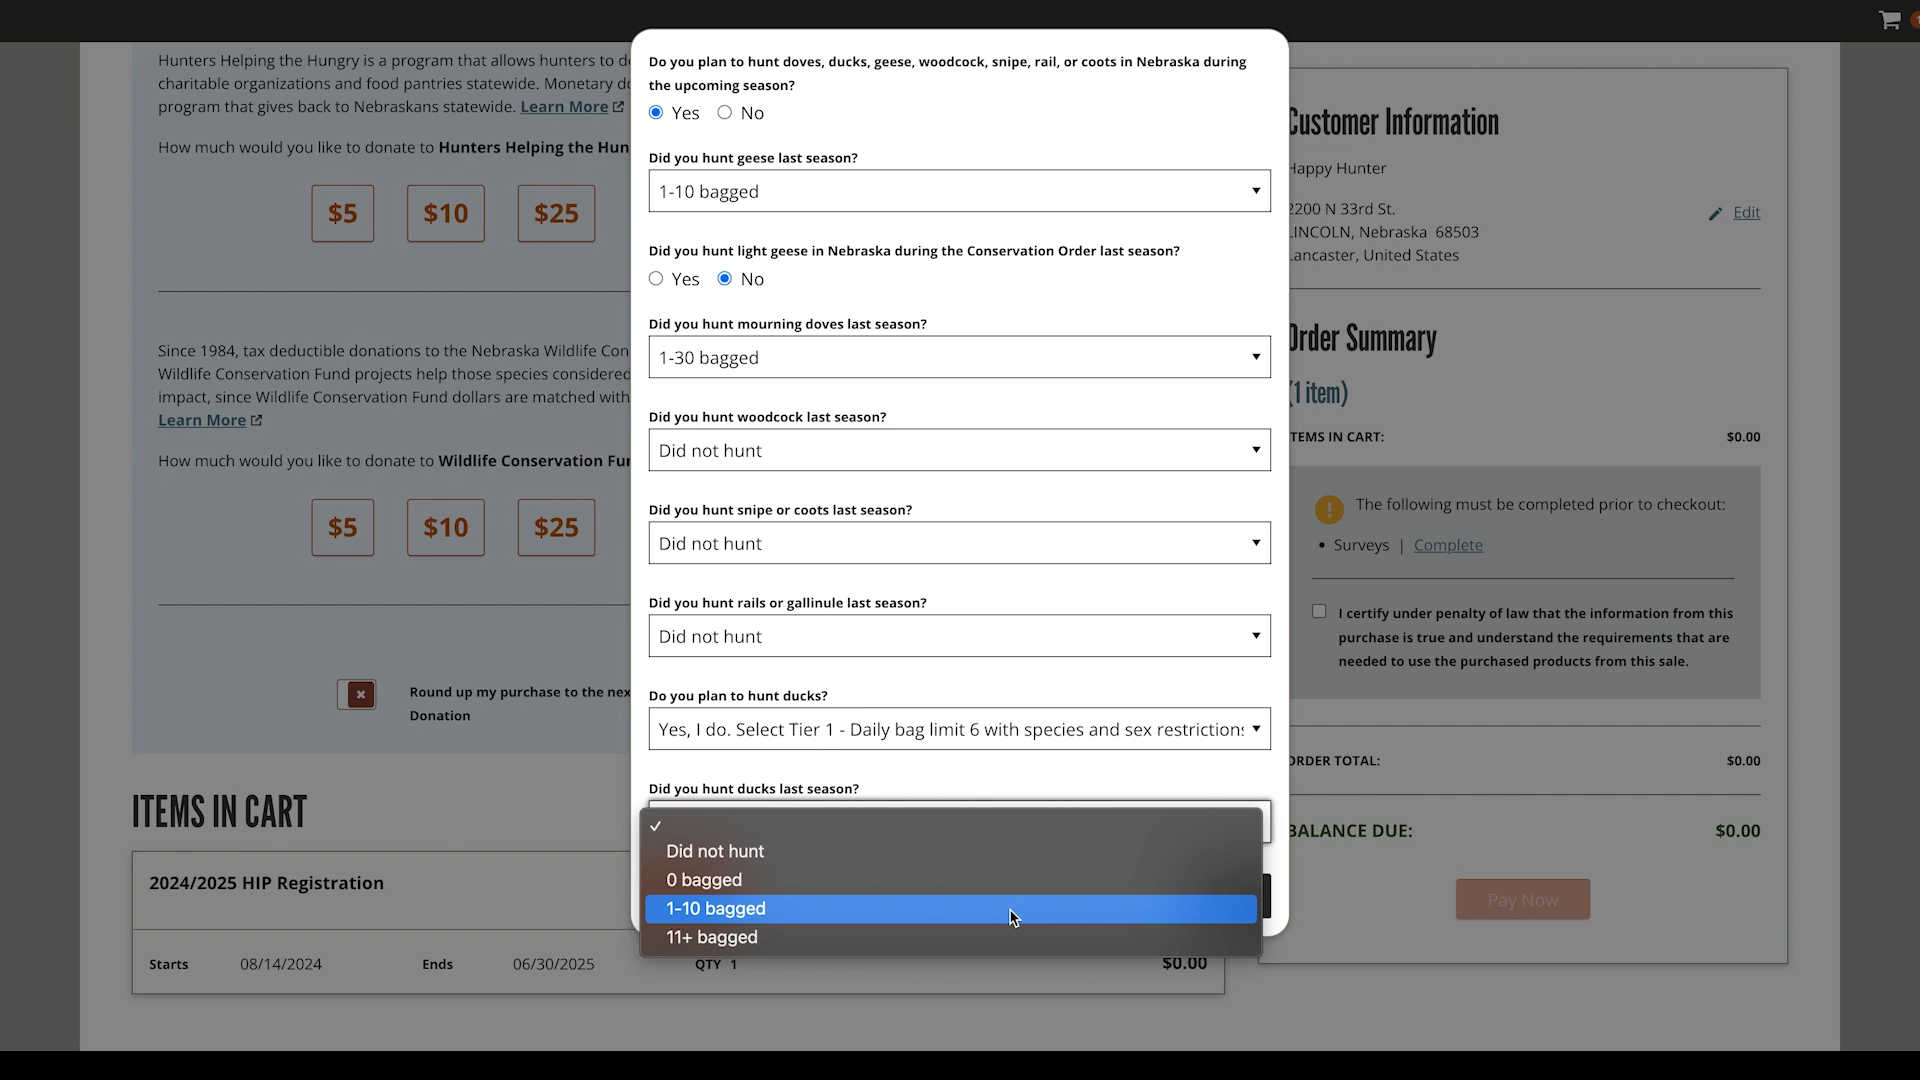 Hunters Helping the Hungry is a program that allows hunters to d
charitable organizations and food pantries statewide. Monetary d
program that gives back to Nebraskans statewide. Learn More
How much would you like to donate to Hunters Helping the Hun
$5 $10 $25
Since 1984, tax deductible donations to the Nebraska Wildlife Con
Wildlife Conservation Fund projects help those species considered
impact, since Wildlife Conservation Fund dollars are matched with
Learn More
How much would you like to donate to Wildlife Conservation Fu
$5 $10 $25
Round up my purchase to the nex
Donation
ITEMS IN CART
2024/2025 HIP Registration
Starts 08/14/2024 Ends 06/30/2025 QTY 1 $0.00
Do you plan to hunt doves, ducks, geese, woodcock, snipe, rail, or coots in Nebraska during
the upcoming season?
Yes No
Did you hunt geese last season?
1-10 bagged
Did you hunt light geese in Nebraska during the Conservation Order last season?
Yes No
Did you hunt mourning doves last season?
1-30 bagged
Did you hunt woodcock last season?
Did not hunt
Did you hunt snipe or coots last season?
Did not hunt
Did you hunt rails or gallinule last season?
Did not hunt
Do you plan to hunt ducks?
Yes, I do. Select Tier 1 - Daily bag limit 6 with species and sex restrictions
Did you hunt ducks last season?
Did not hunt
0 bagged
1-10 bagged
11+ bagged
Customer Information
Happy Hunter
2200 N 33rd St.
LINCOLN, Nebraska 68503
Lancaster, United States
Edit
Order Summary
(1 item)
ITEMS IN CART: $0.00
The following must be completed prior to checkout:
• Surveys | Complete
I certify under penalty of law that the information from this
purchase is true and understand the requirements that are
needed to use the purchased products from this sale.
ORDER TOTAL: $0.00
BALANCE DUE: $0.00
Pay Now